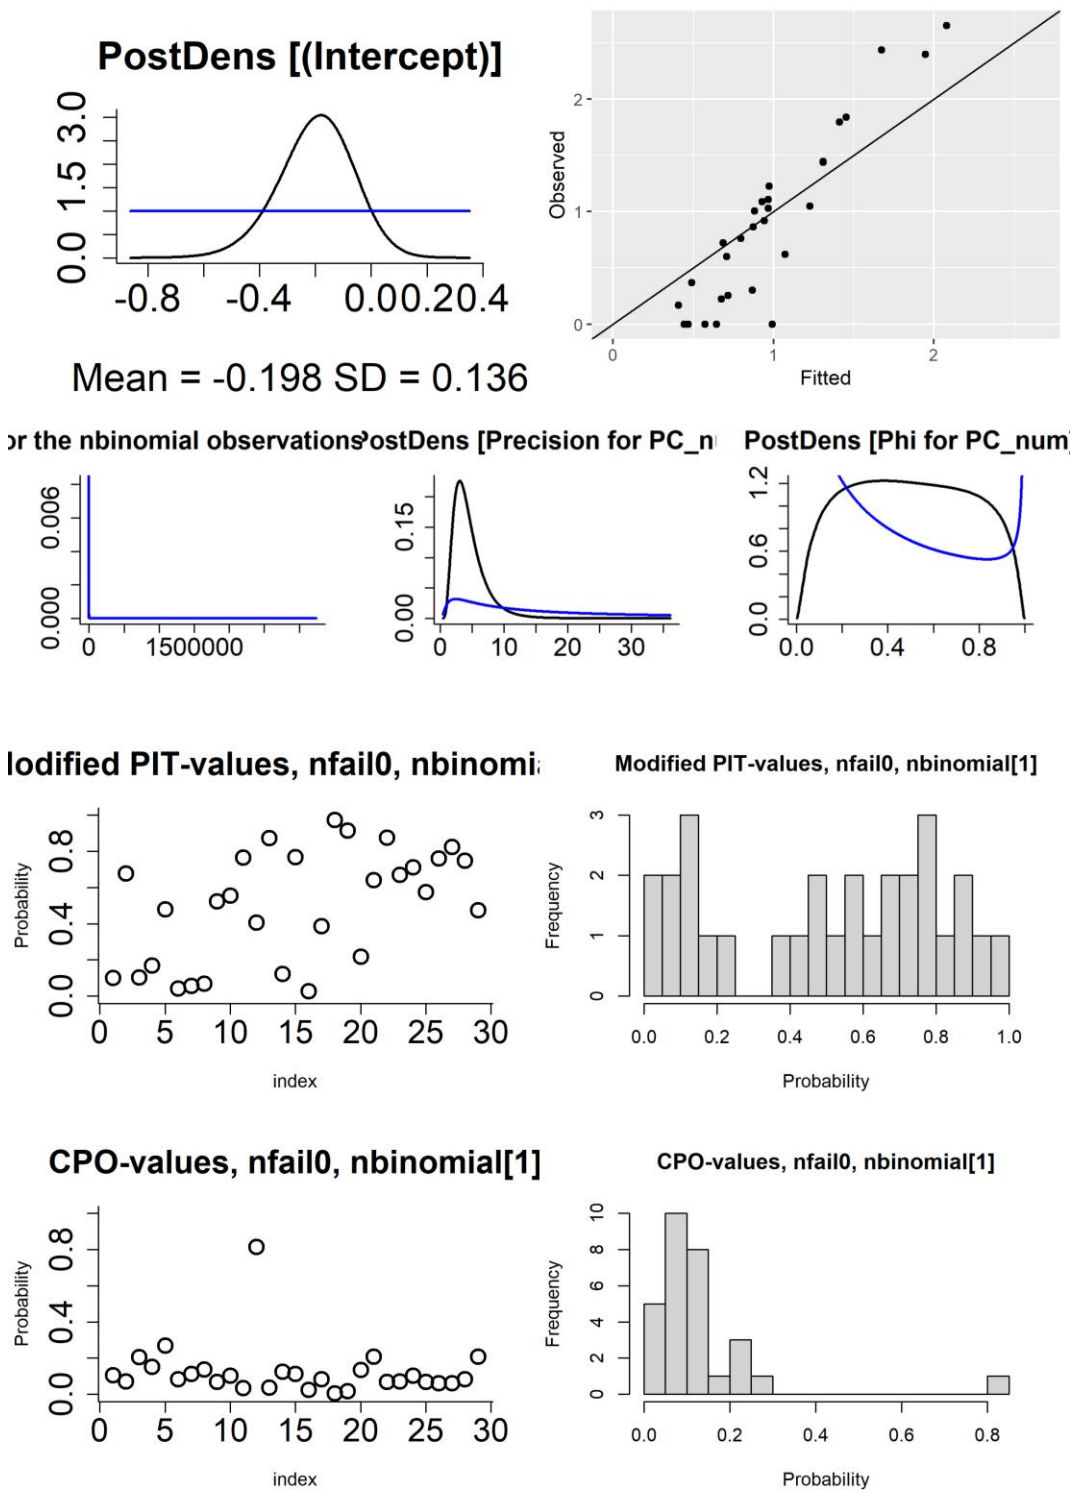 PostDens [(Intercept)]
3.0
1.5
0.0
-0.8 -0.4 0.00.20.4
Mean = -0.198 SD = 0.136
Observed
2
1
0
0 1 2
Fitted
or the nbinomial observations
0.006
0.000
0 1500000
PostDens [Precision for PC_nu
0.15
0.00
0 10 20 30
PostDens [Phi for PC_num]
1.2
0.6
0.0
0.0 0.4 0.8
lodified PIT-values, nfail0, nbinomia
Probability
0.8
0.4
0.0
0 5 10 15 20 25 30
index
Modified PIT-values, nfail0, nbinomial[1]
Frequency
3
2
1
0
0.0 0.2 0.4 0.6 0.8 1.0
Probability
CPO-values, nfail0, nbinomial[1]
Probability
0.8
0.4
0.0
0 5 10 15 20 25 30
index
CPO-values, nfail0, nbinomial[1]
Frequency
10
8
6
4
2
0
0.0 0.2 0.4 0.6 0.8
Probability